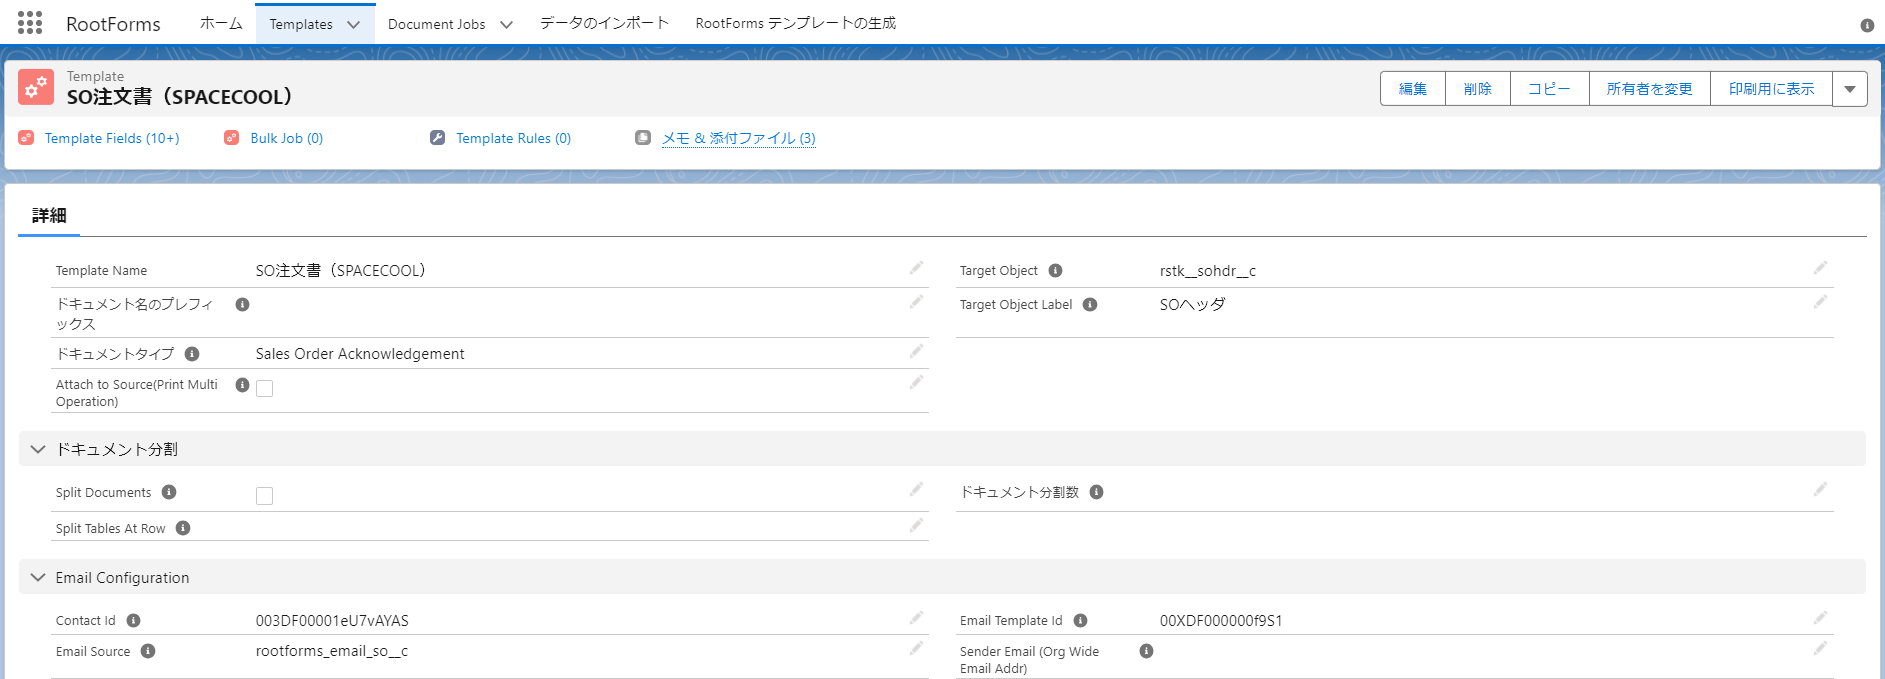 RootForms
ホーム
Templates
Document Jobs
データのインポート
RootForms テンプレートの生成
Template
SO注文書（SPACECOOL）
編集
削除
コピー
所有者を変更
印刷用に表示
Template Fields (10+)
Bulk Job (0)
Template Rules (0)
メモ & 添付ファイル (3)
詳細
Template Name
SO注文書（SPACECOOL）
Target Object
rstk__sohdr__c
ドキュメント名のプレフィ
ックス
Target Object Label
SOヘッダ
ドキュメントタイプ
Sales Order Acknowledgement
Attach to Source(Print Multi
Operation)
ドキュメント分割
Split Documents
ドキュメント分割数
Split Tables At Row
Email Configuration
Contact Id
003DF00001eU7vAYAS
Email Template Id
00XDF000000f9S1
Email Source
rootforms_email_so__c
Sender Email (Org Wide
Email Addr)